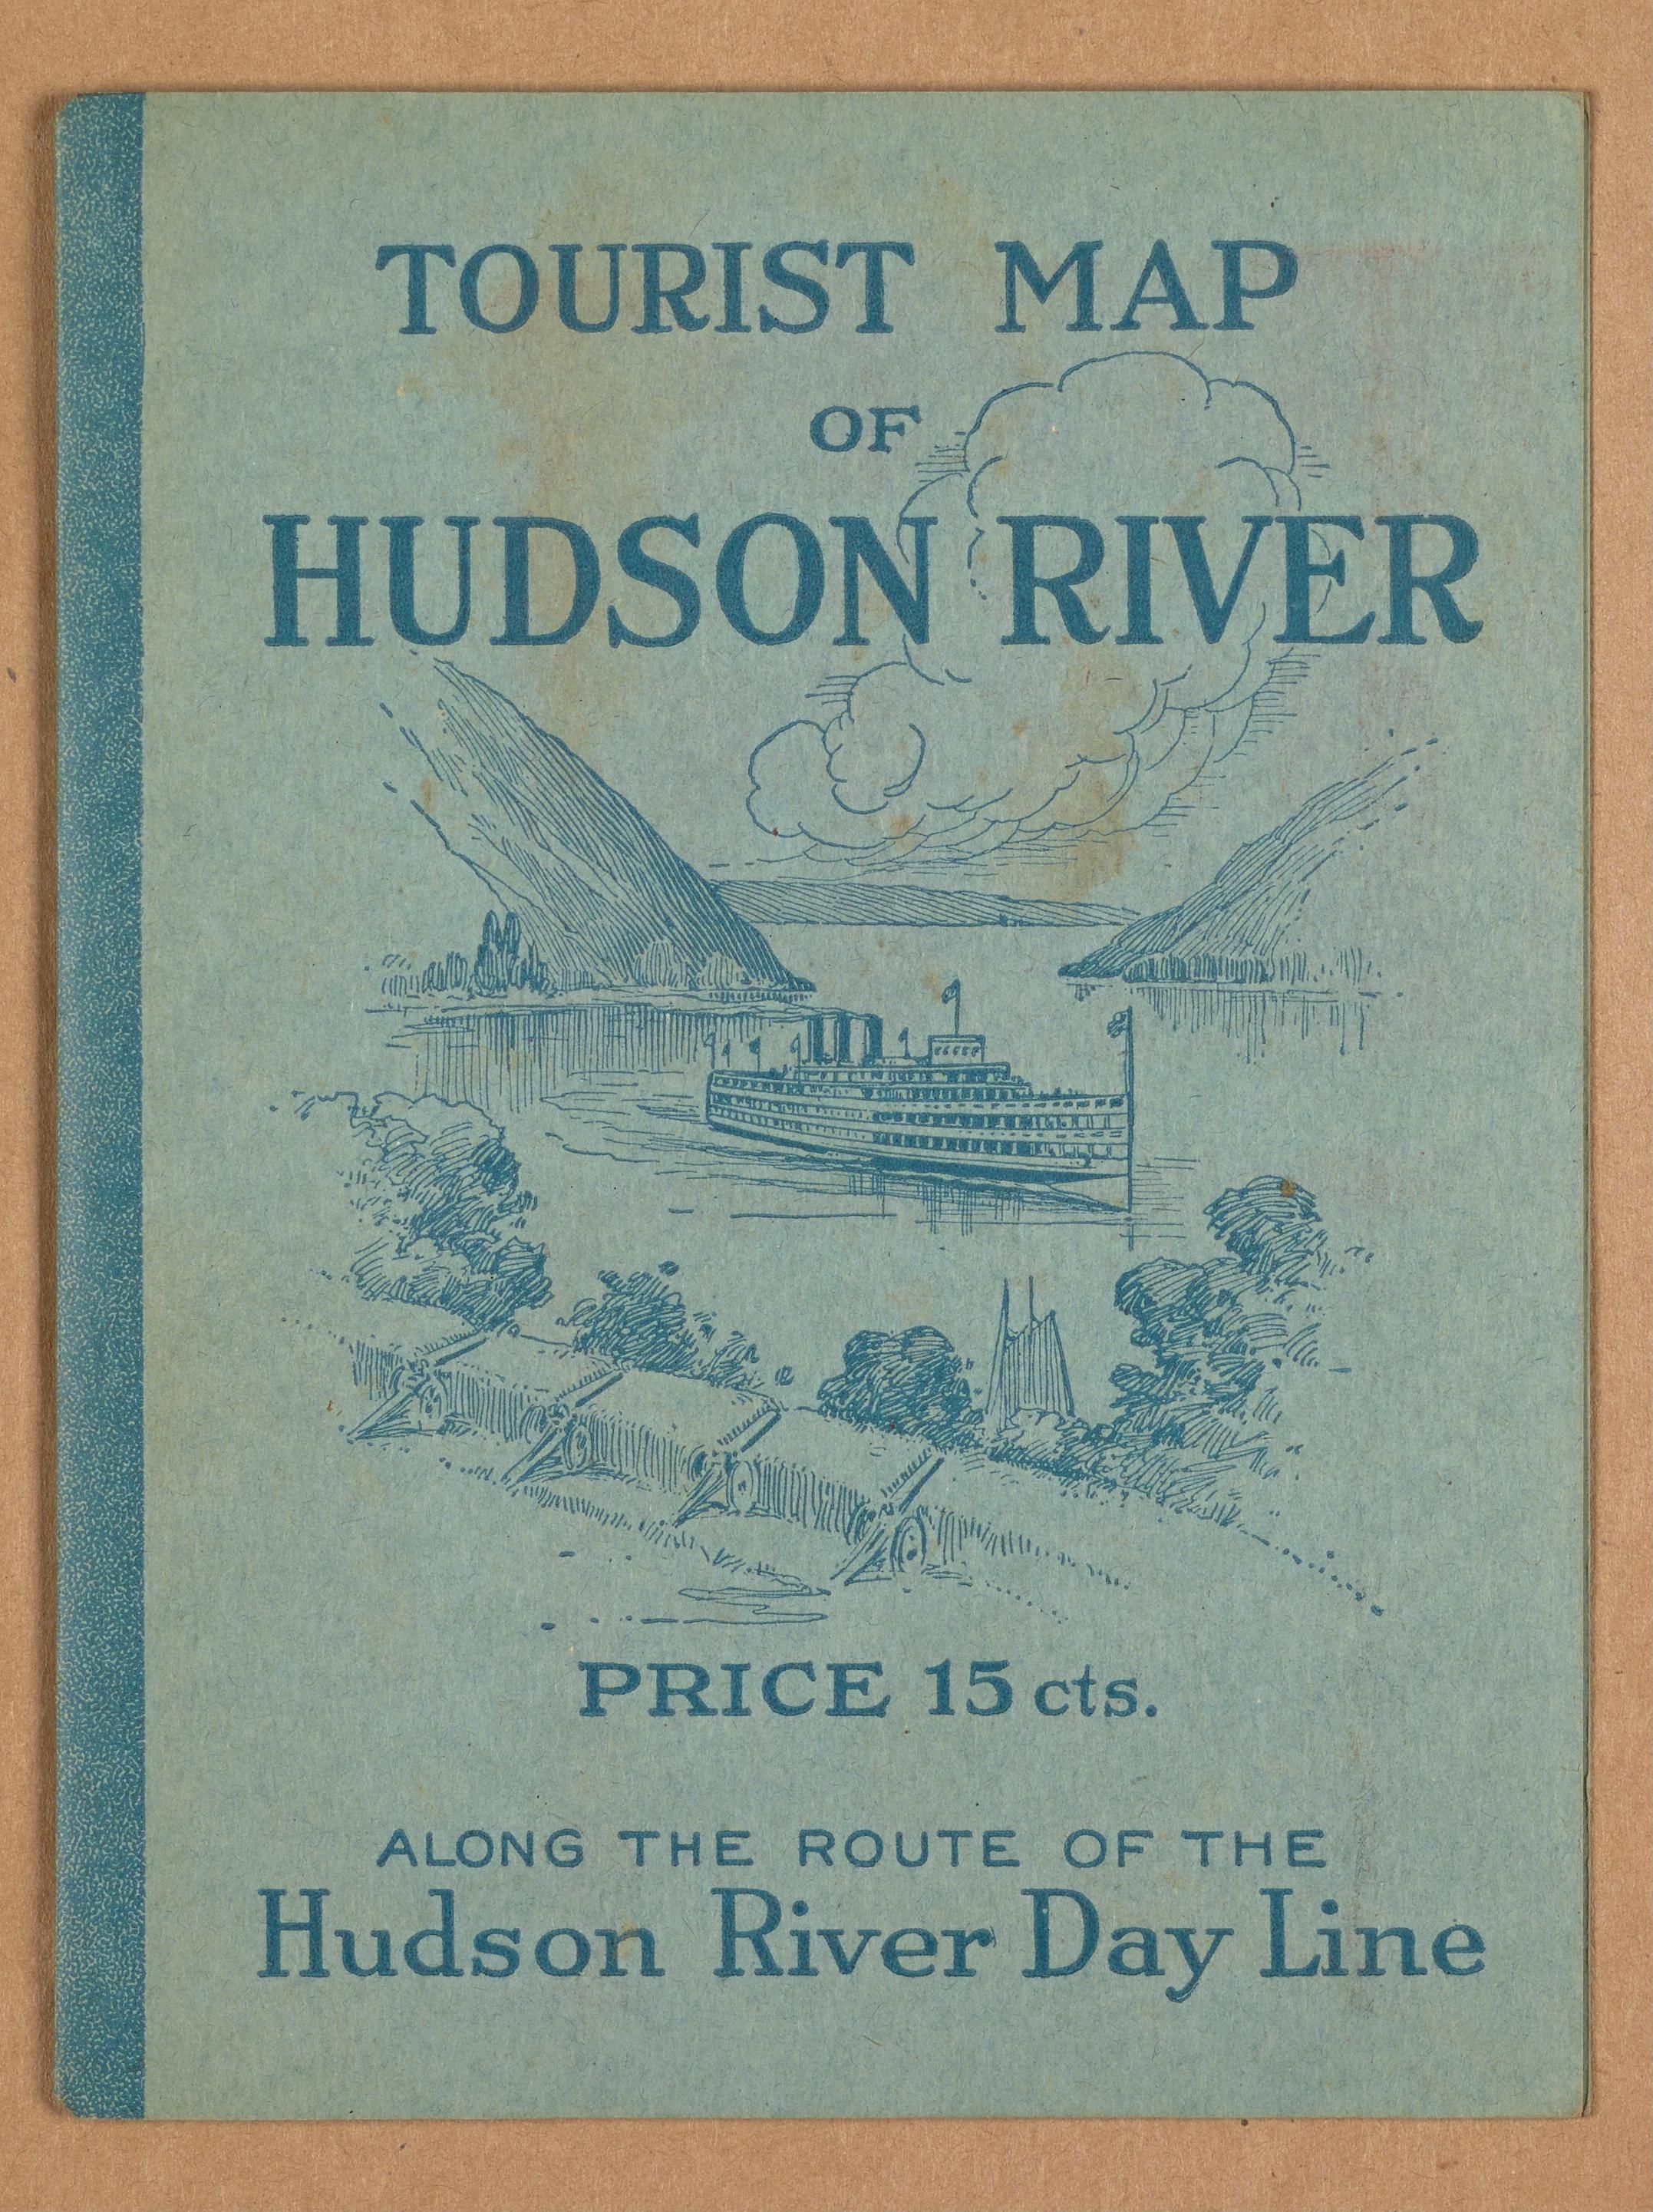 TOURIST MAP
OF
HUDSON RIVER
PRICE 15 cts.
ALONG THE ROUTE OF THE
Hudson River Day Line